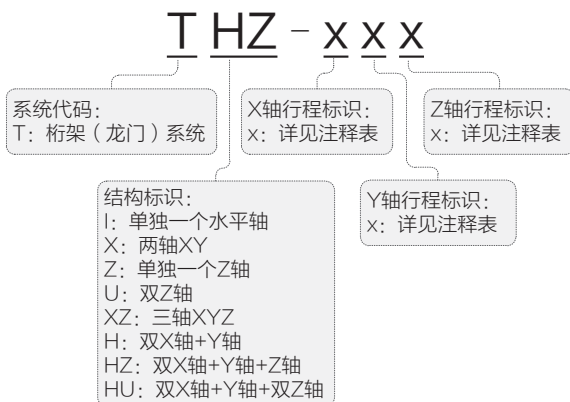 T HZ - x x x
系统代码：
T：桁架（龙门）系统
X轴行程标识：
x：详见注释表
Z轴行程标识：
x：详见注释表
结构标识：
I：单独一个水平轴
X：两轴XY
Z：单独一个Z轴
U：双Z轴
XZ：三轴XYZ
H：双X轴+Y轴
HZ：双X轴+Y轴+Z轴
HU：双X轴+Y轴+双Z轴
Y轴行程标识：
x：详见注释表